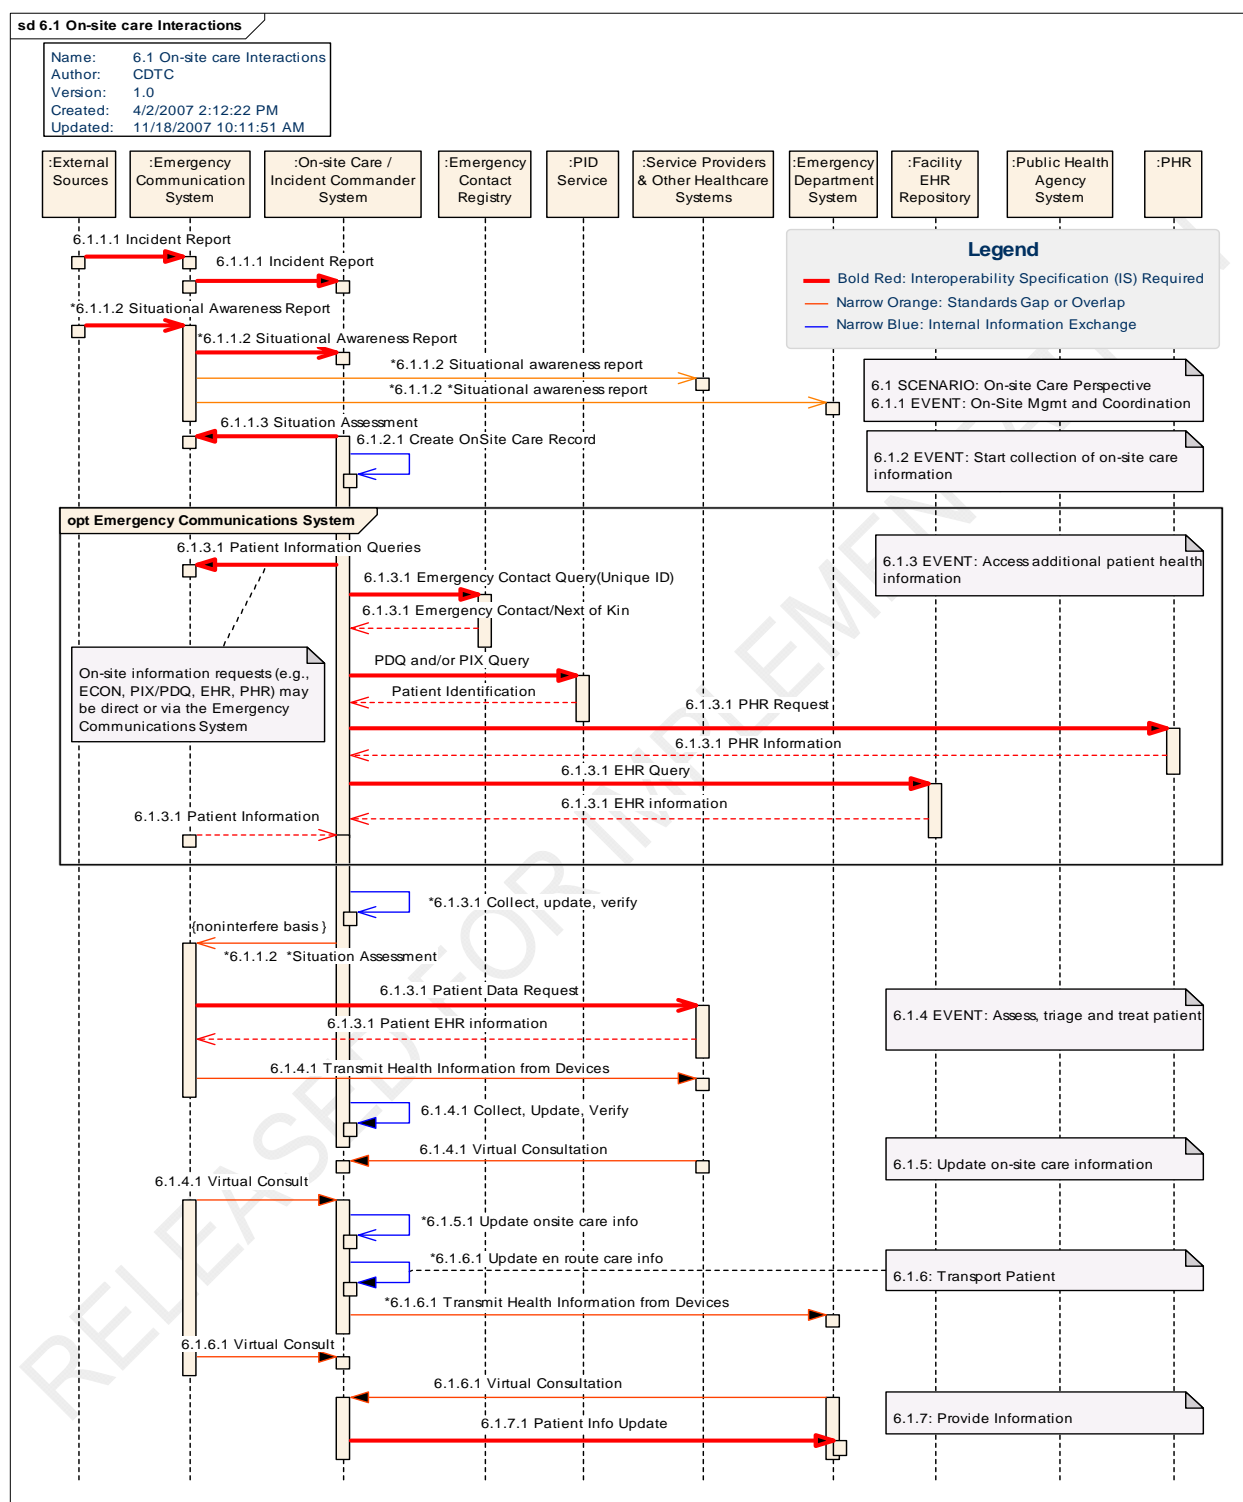 sd 6.1 On-site care Interactions
Name: 6.1 On-site care Interactions
Author: CDTC
Version: 1.0
Created: 4/2/2007 2:12:22 PM
Updated: 11/18/2007 10:11:51 AM
:External
Sources
:Emergency
Communication
System
:On-site Care /
Incident Commander
System
:Emergency
Contact
Registry
:PID
Service
:Service Providers
& Other Healthcare
Systems
:Emergency
Department
System
:Facility
EHR
Repository
:Public Health
Agency
System
:PHR
6.1.1.1 Incident Report
6.1.1.1 Incident Report
Legend
Bold Red: Interoperability Specification (IS) Required
Narrow Orange: Standards Gap or Overlap
Narrow Blue: Internal Information Exchange
*6.1.1.2 Situational Awareness Report
*6.1.1.2 Situational Awareness Report
*6.1.1.2 Situational awareness report
*6.1.1.2 *Situational awareness report
6.1 SCENARIO: On-site Care Perspective
6.1.1 EVENT: On-Site Mgmt and Coordination
6.1.1.3 Situation Assessment
6.1.2.1 Create OnSite Care Record
6.1.2 EVENT: Start collection of on-site care
information
opt Emergency Communications System
6.1.3.1 Patient Information Queries
6.1.3 EVENT: Access additional patient health
information
6.1.3.1 Emergency Contact Query(Unique ID)
6.1.3.1 Emergency Contact/Next of Kin
On-site information requests (e.g.,
ECON, PIX/PDQ, EHR, PHR) may
be direct or via the Emergency
Communications System
PDQ and/or PIX Query
Patient Identification
6.1.3.1 PHR Request
6.1.3.1 PHR Information
6.1.3.1 EHR Query
6.1.3.1 EHR information
6.1.3.1 Patient Information
*6.1.3.1 Collect, update, verify
{noninterfere basis }
*6.1.1.2 *Situation Assessment
6.1.3.1 Patient Data Request
6.1.4 EVENT: Assess, triage and treat patient
6.1.3.1 Patient EHR information
6.1.4.1 Transmit Health Information from Devices
6.1.4.1 Collect, Update, Verify
6.1.4.1 Virtual Consultation
6.1.5: Update on-site care information
6.1.4.1 Virtual Consult
*6.1.5.1 Update onsite care info
*6.1.6.1 Update en route care info
6.1.6: Transport Patient
*6.1.6.1 Transmit Health Information from Devices
6.1.6.1 Virtual Consult
6.1.6.1 Virtual Consultation
6.1.7.1 Patient Info Update
6.1.7: Provide Information
RELEASED FOR IMPLEMENTATION